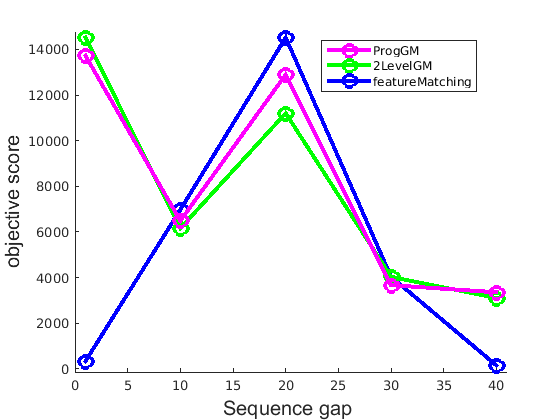 14000
12000
10000
8000
6000
4000
2000
0
objective score
ProgGM
2LevelGM
featureMatching
0 5 10 15 20 25 30 35 40
Sequence gap